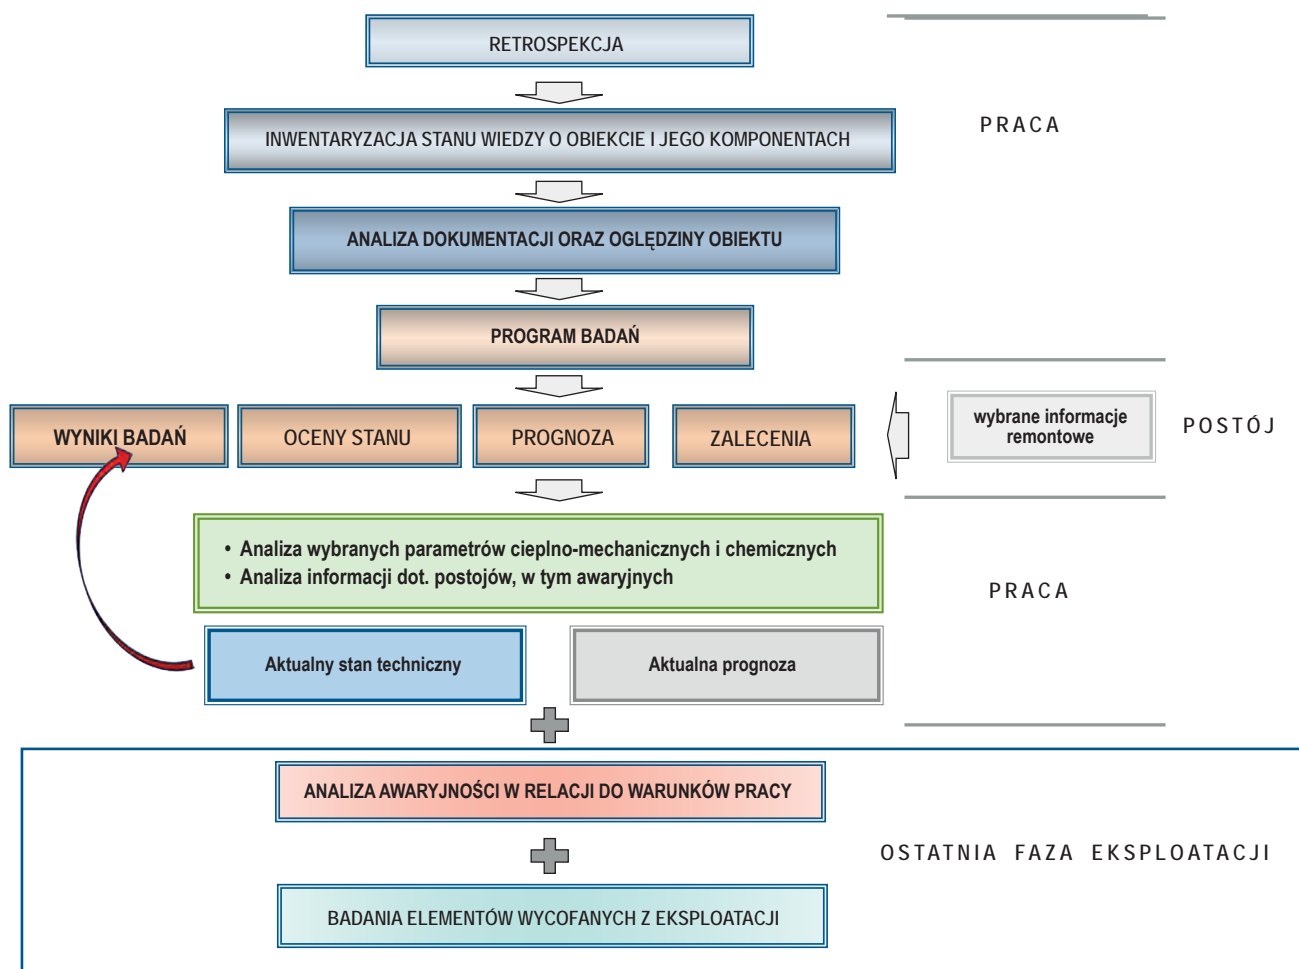 RETROSPEKCJA
PRACA
INWENTARYZACJA STANU WIEDZY O OBIEKCIE I JEGO KOMPONENTACH
ANALIZA DOKUMENTACJI ORAZ OGLĘDZINY OBIEKTU
PROGRAM BADAŃ
WYNIKI BADAŃ
OCENY STANU
PROGNOZA
ZALECENIA
wybrane informacje
remontowe
POSTÓJ
• Analiza wybranych parametrów cieplno-mechanicznych i chemicznych
• Analiza informacji dot. postojów, w tym awaryjnych
PRACA
Aktualny stan techniczny
Aktualna prognoza
ANALIZA AWARYJNOŚCI W RELACJI DO WARUNKÓW PRACY
OSTATNIA FAZA EKSPLOATACJI
BADANIA ELEMENTÓW WYCOFANYCH Z EKSPLOATACJI